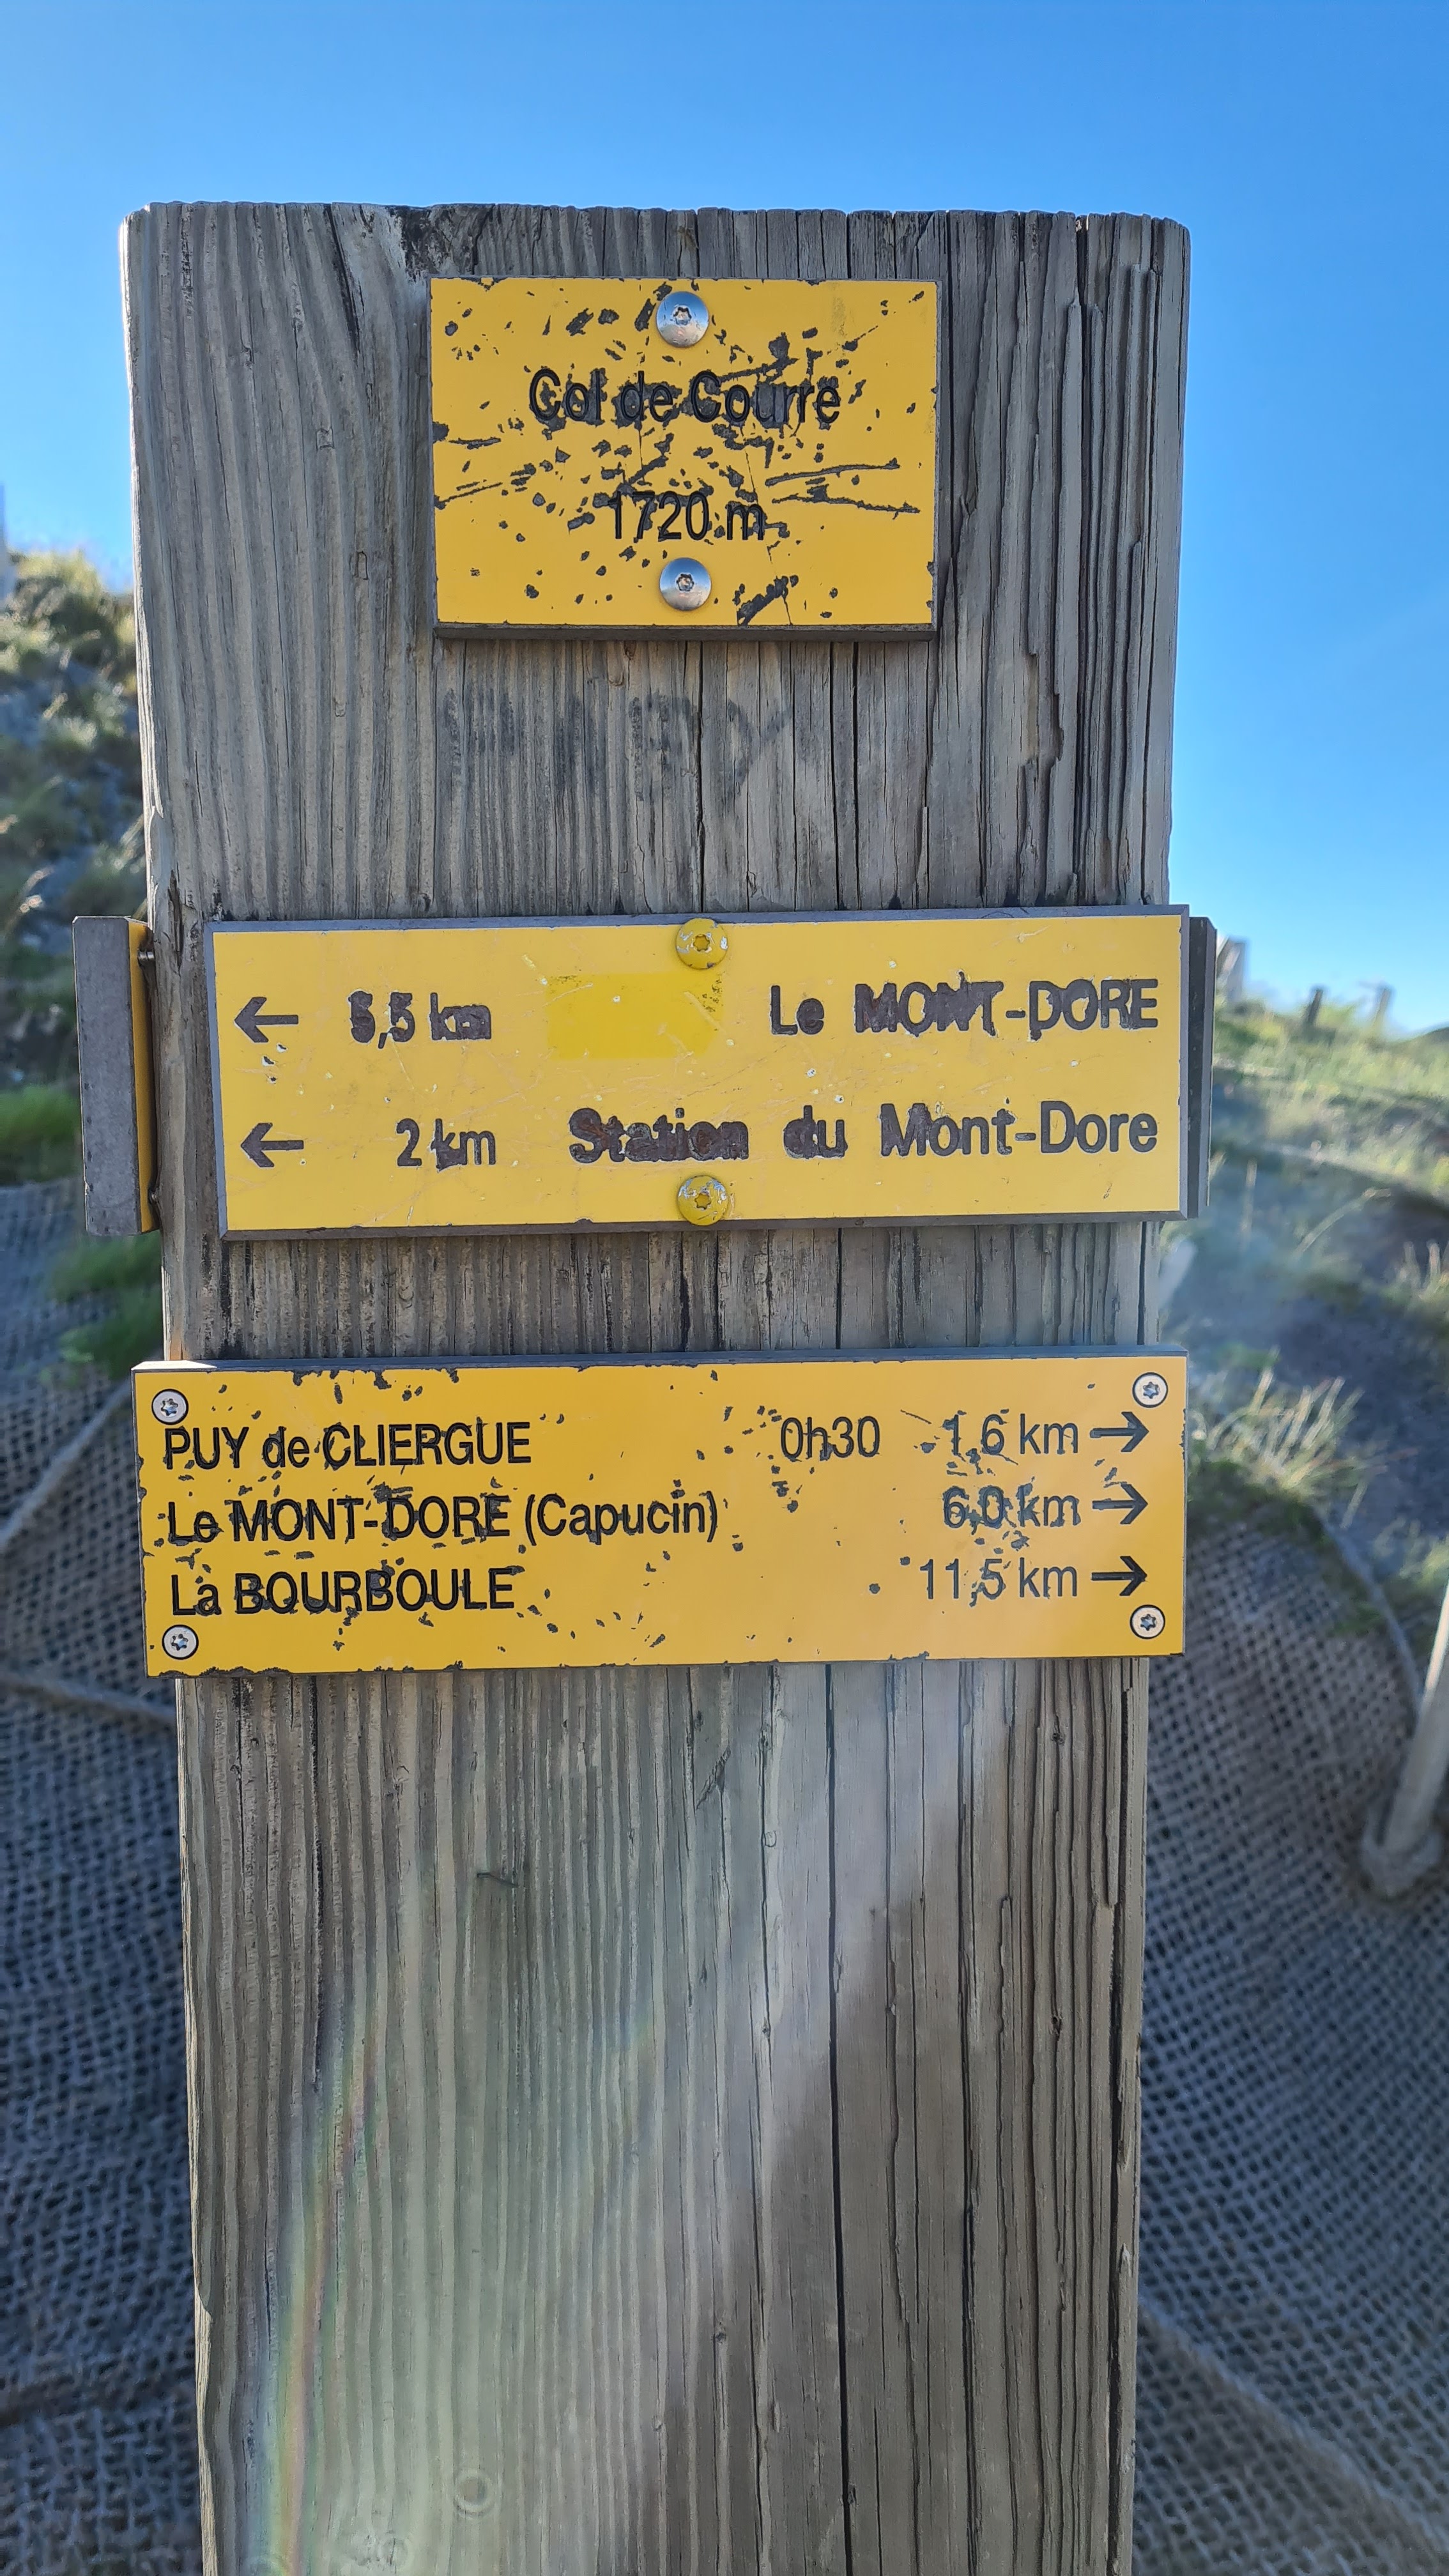 Col de Courre
1720 m
← 5,5 km Le MONT-DORE
← 2 km Station du Mont-Dore
PUY de CLIERGUE 0h30 1,6 km →
Le MONT-DORE (Capucin) 6,0 km →
La BOURBOULE 11,5 km →